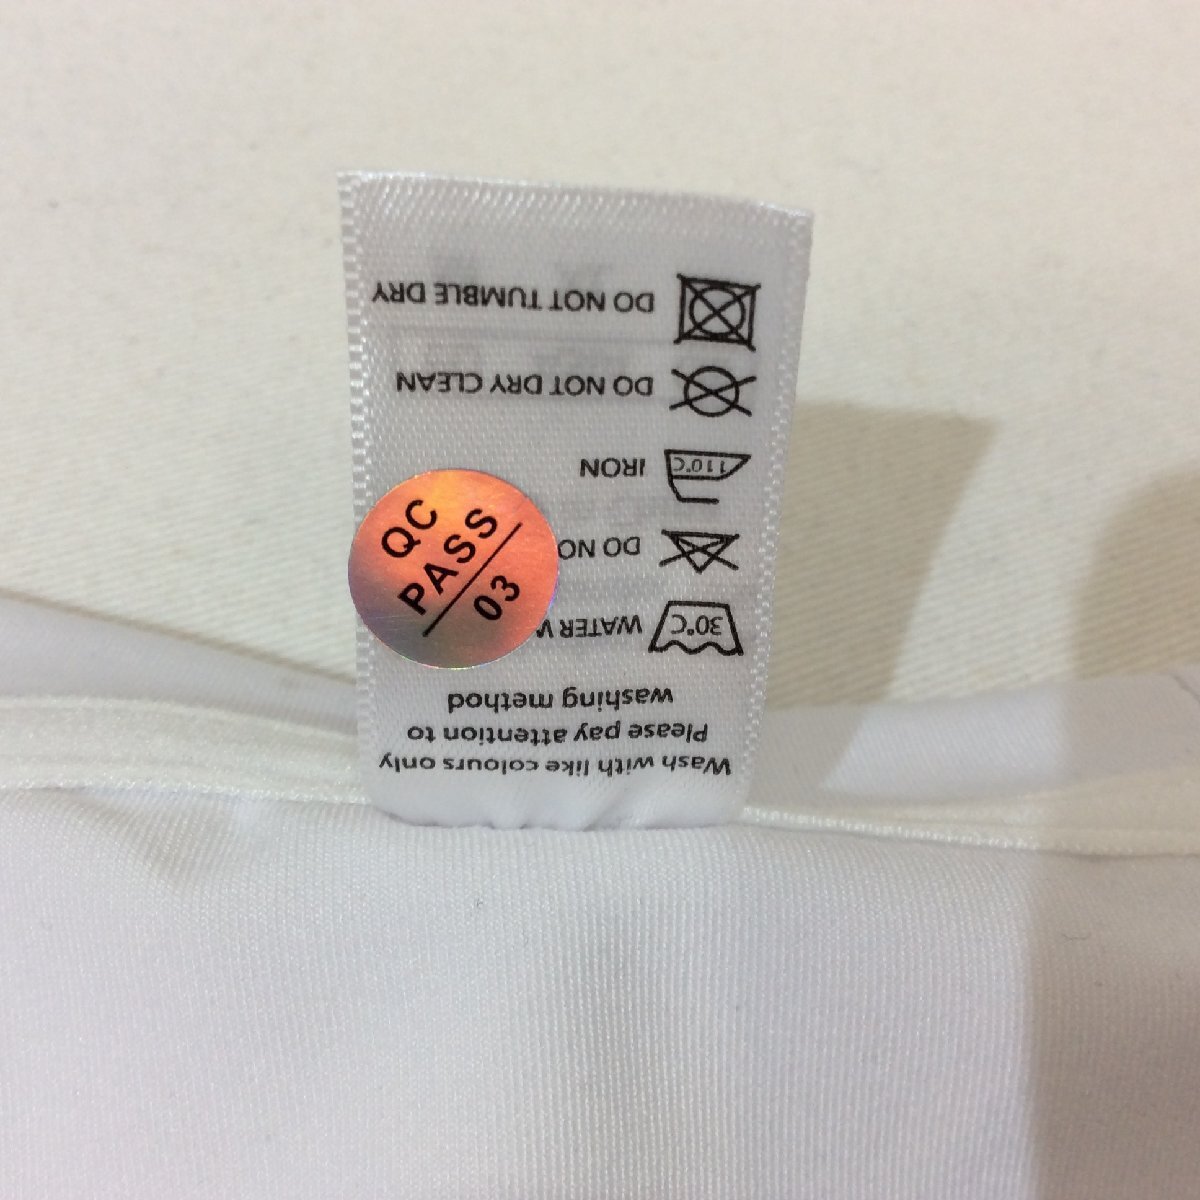 Wash with like colours only
Please pay attention to
washing method
30°C WATER W
DO NO
110°C IRON
DO NOT DRY CLEAN
DO NOT TUMBLE DRY
QC
PASS
03